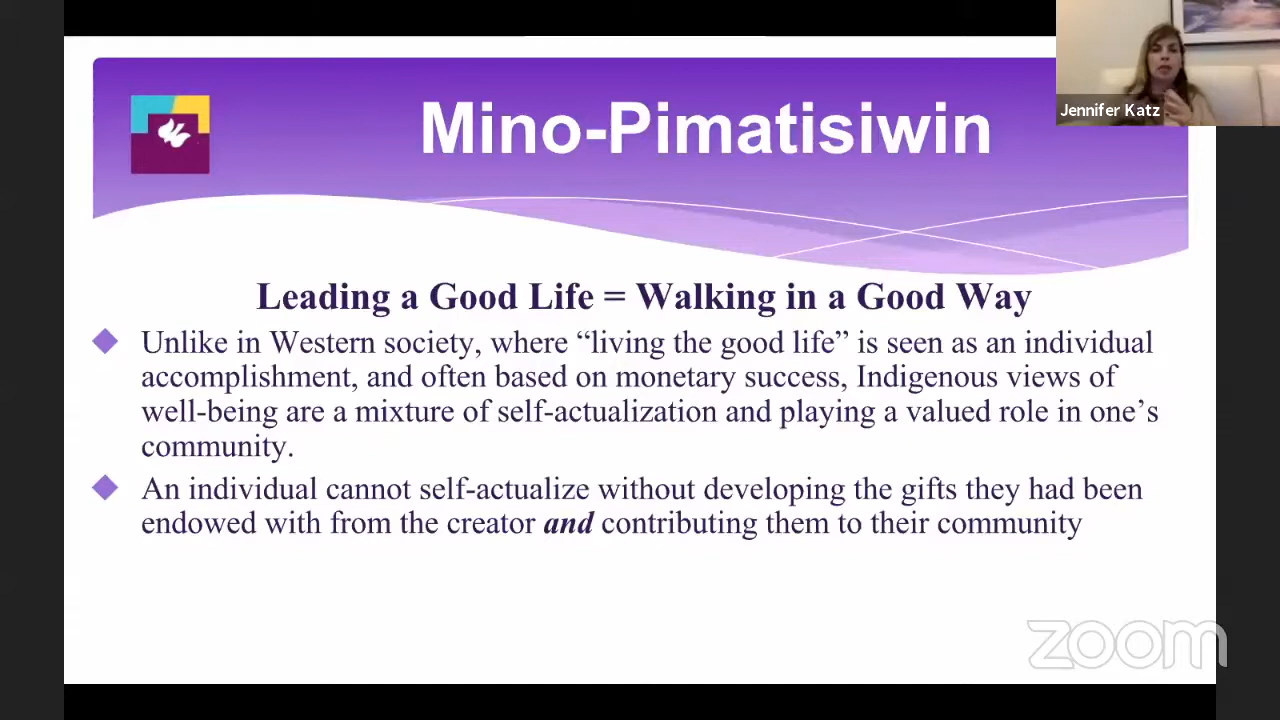 Mino-Pimatisiwin
Jennifer Katz
Leading a Good Life = Walking in a Good Way
Unlike in Western society, where “living the good life” is seen as an individual
accomplishment, and often based on monetary success, Indigenous views of
well-being are a mixture of self-actualization and playing a valued role in one’s
community.
An individual cannot self-actualize without developing the gifts they had been
endowed with from the creator and contributing them to their community
zoom